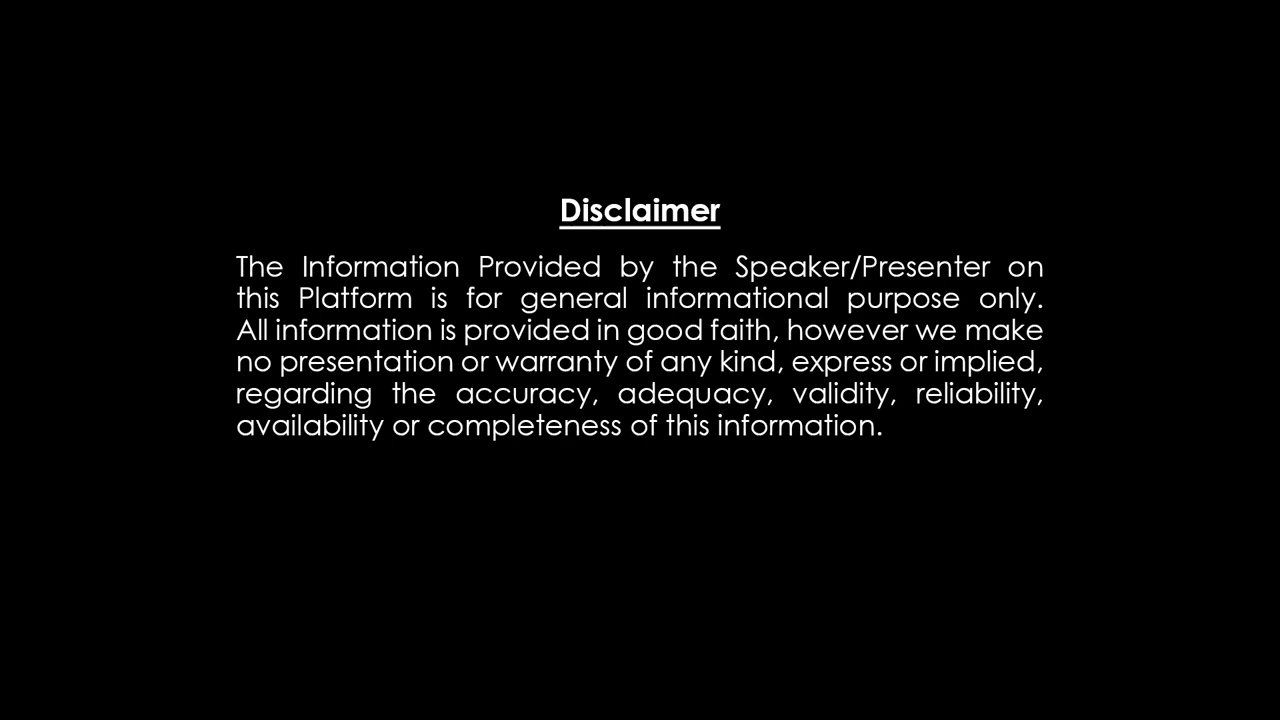 Disclaimer
The Information Provided by the Speaker/Presenter on
this Platform is for general informational purpose only.
All information is provided in good faith, however we make
no presentation or warranty of any kind, express or implied,
regarding the accuracy, adequacy, validity, reliability,
availability or completeness of this information.